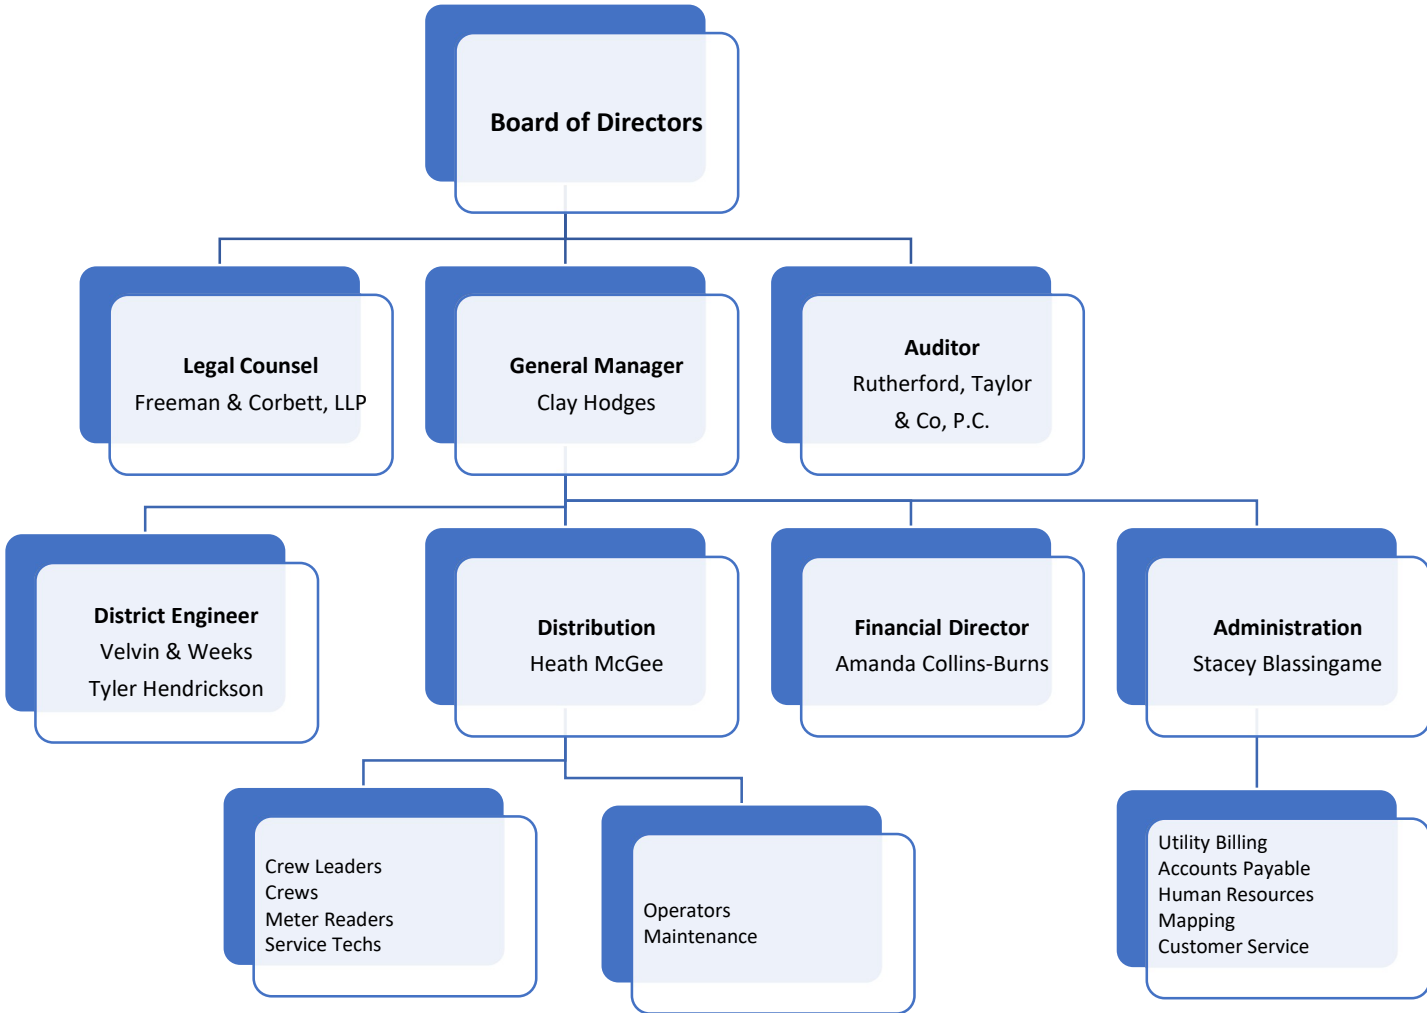 Board of Directors
Legal Counsel
Freeman & Corbett, LLP
General Manager
Clay Hodges
Auditor
Rutherford, Taylor
& Co, P.C.
District Engineer
Velvin & Weeks
Tyler Hendrickson
Distribution
Heath McGee
Financial Director
Amanda Collins-Burns
Administration
Stacey Blassingame
Crew Leaders
Crews
Meter Readers
Service Techs
Operators
Maintenance
Utility Billing
Accounts Payable
Human Resources
Mapping
Customer Service